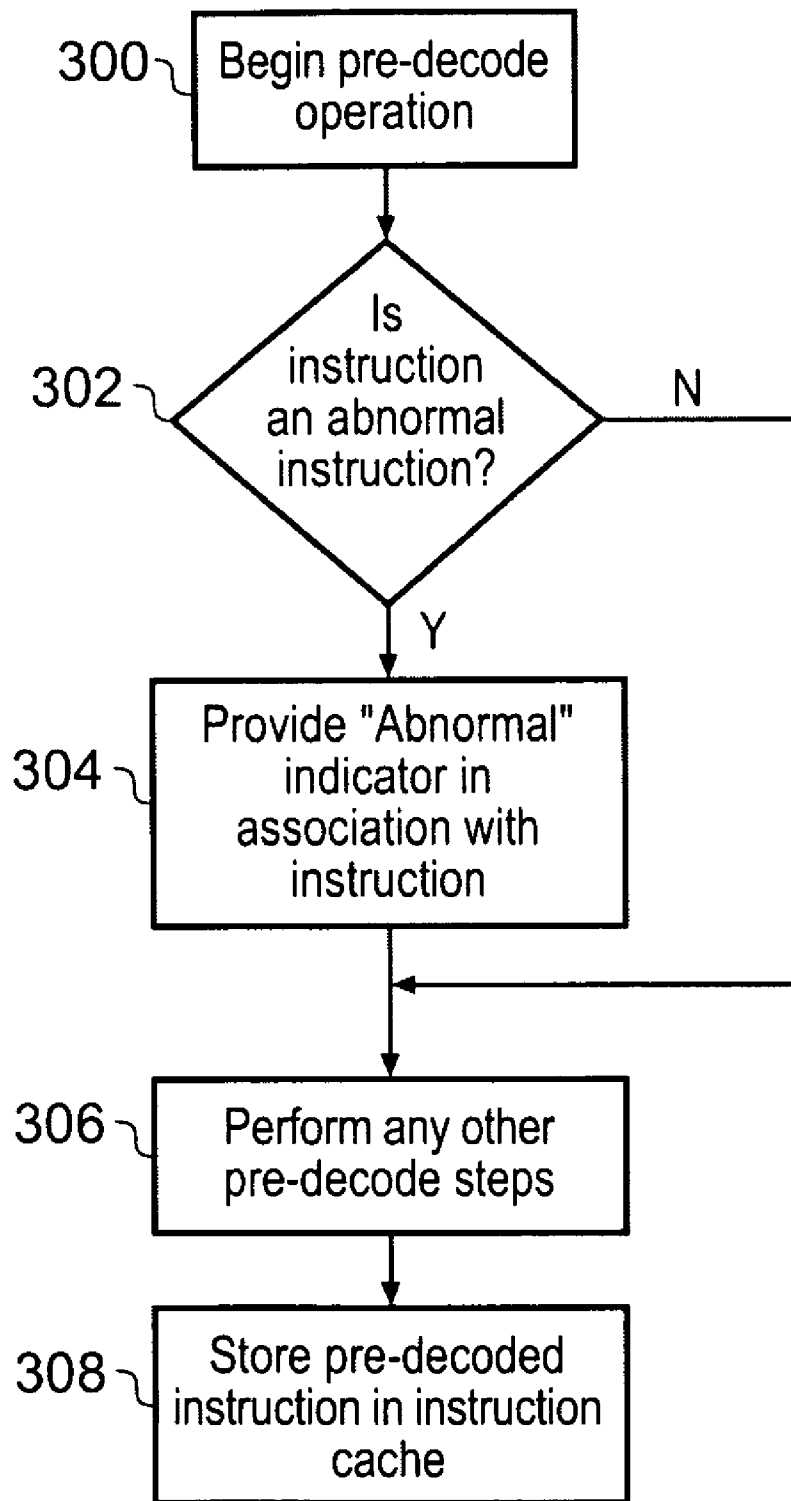 300
Begin pre-decode
operation
302
Is
instruction
an abnormal
instruction?
N
Y
304
Provide "Abnormal"
indicator in
association with
instruction
306
Perform any other
pre-decode steps
308
Store pre-decoded
instruction in instruction
cache